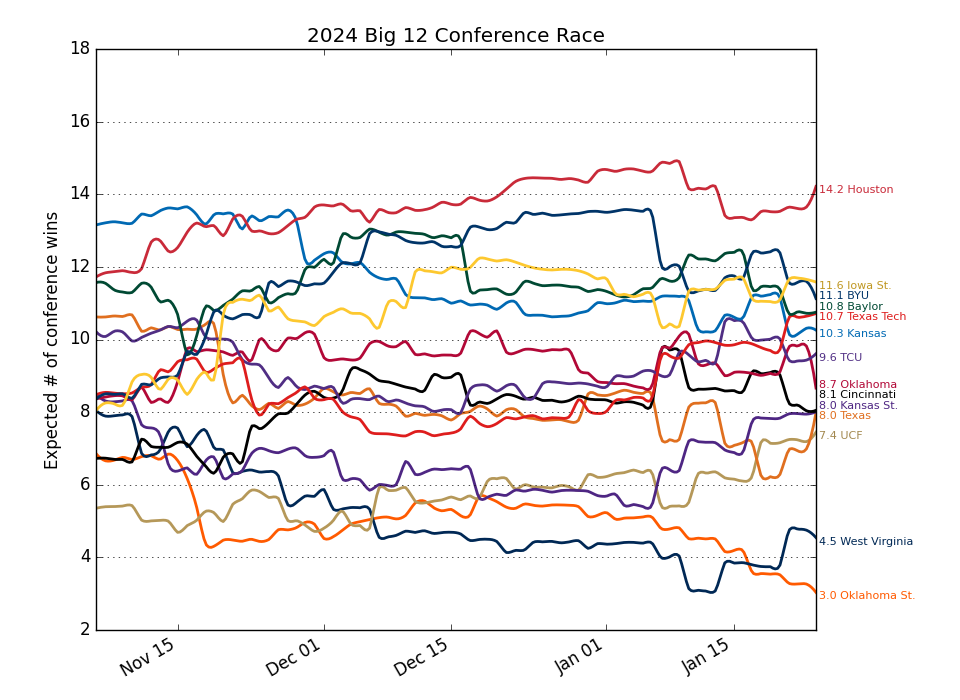 2024 Big 12 Conference Race
Expected # of conference wins
18
16
14
12
10
8
6
4
2
Nov 15
Dec 01
Dec 15
Jan 01
Jan 15
14.2 Houston
11.6 Iowa St.
11.1 BYU
10.8 Baylor
10.7 Texas Tech
10.3 Kansas
9.6 TCU
8.7 Oklahoma
8.1 Cincinnati
8.0 Kansas St.
8.0 Texas
7.4 UCF
4.5 West Virginia
3.0 Oklahoma St.